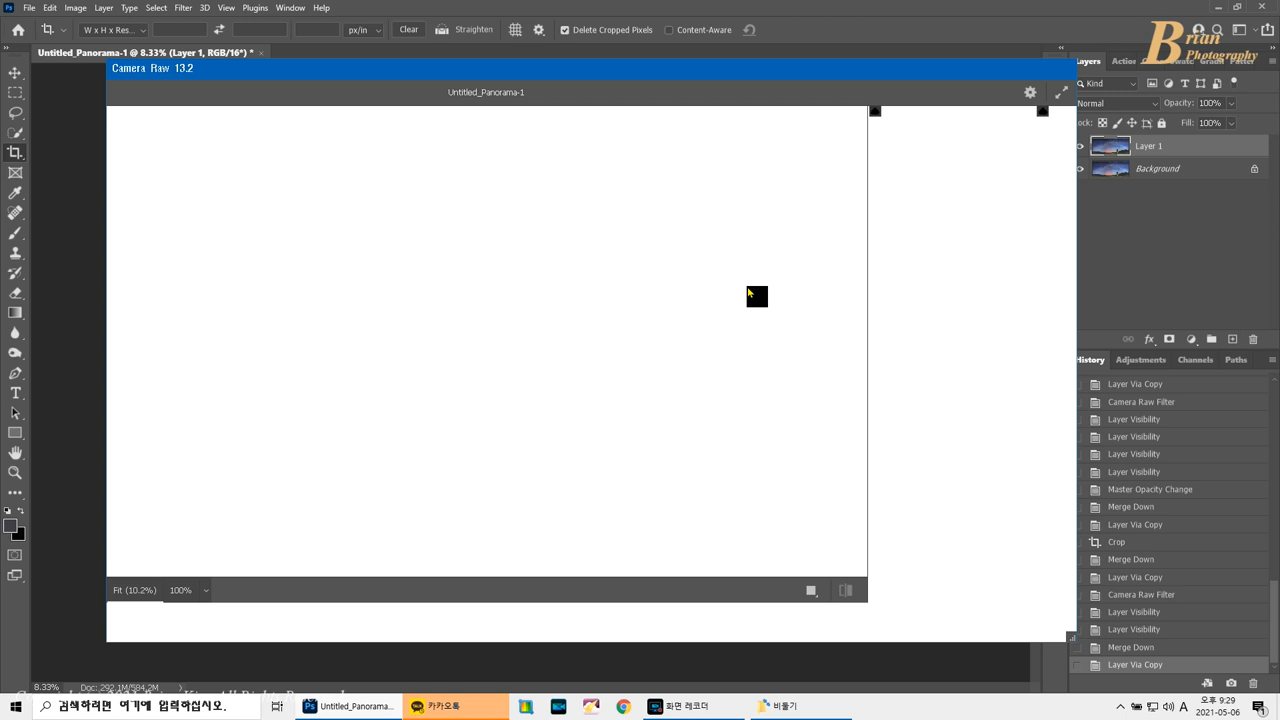 File Edit Image Layer Type Select Filter 3D View Plugins Window Help
W x H x Res... px/in Clear Straighten Delete Cropped Pixels Content-Aware
Untitled_Panorama-1 @ 8.33% (Layer 1, RGB/16*) *
Brian Photography
Camera Raw 13.2
Untitled_Panorama-1
Fit (10.2%) 100%
Kind
Normal Opacity: 100%
Fill: 100%
Layer 1
Background
History Adjustments Channels Paths
Layer Via Copy
Camera Raw Filter
Layer Visibility
Layer Visibility
Layer Visibility
Layer Visibility
Master Opacity Change
Merge Down
Layer Via Copy
Crop
Merge Down
Layer Via Copy
Camera Raw Filter
Layer Visibility
Layer Visibility
Merge Down
Layer Via Copy
8.33% Doc: 292.1M/584.2M
검색하려면 여기에 입력하십시오.
Untitled_Panorama...
카카오톡
화면 레코더
비둘기
A
오후 9:29
2021-05-06